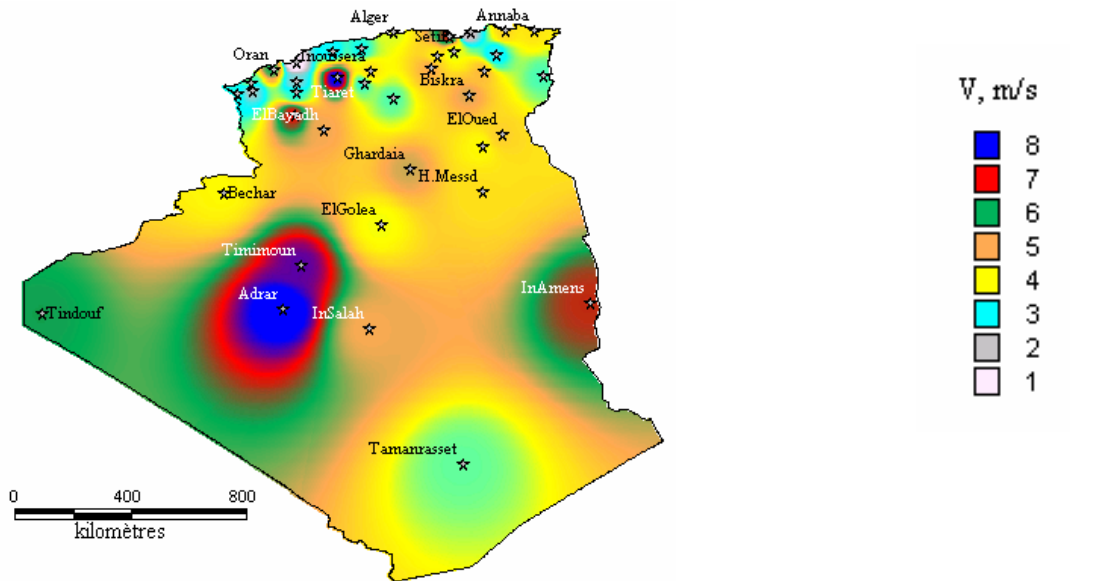 Alger
Annaba
Setif
Oran
Inoussera
Biskra
Tiaret
ElBayadh
ElOued
Ghardaia
H.Messd
Bechar
ElGolea
Timimoun
Adrar
InSalah
InAmens
Tindouf
Tamanrasset
0 400 800
kilomètres
V, m/s
8
7
6
5
4
3
2
1